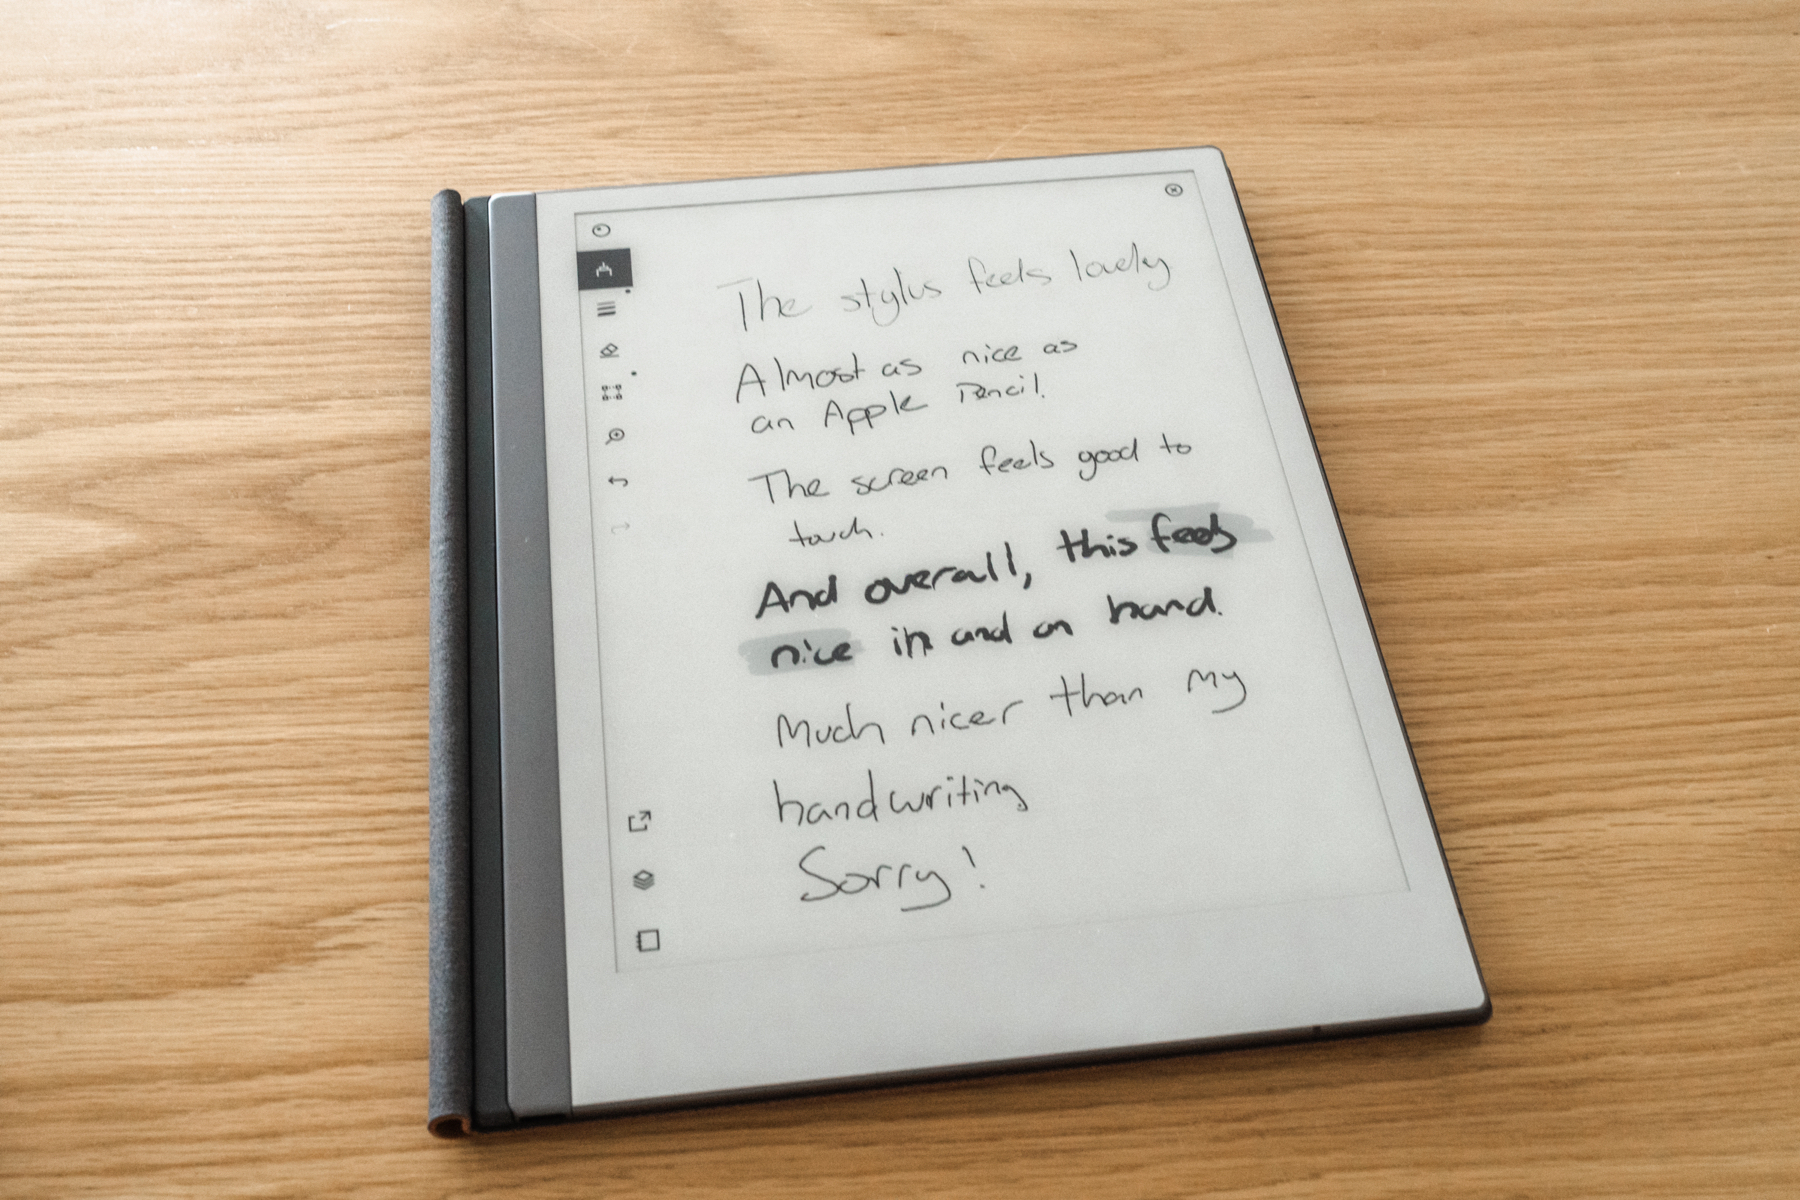 The stylus feels lovely
Almost as nice as
an Apple Pencil.
The screen feels good to
touch.
And overall, this feels
nice in and on hand.
Much nicer than my
handwriting
Sorry!